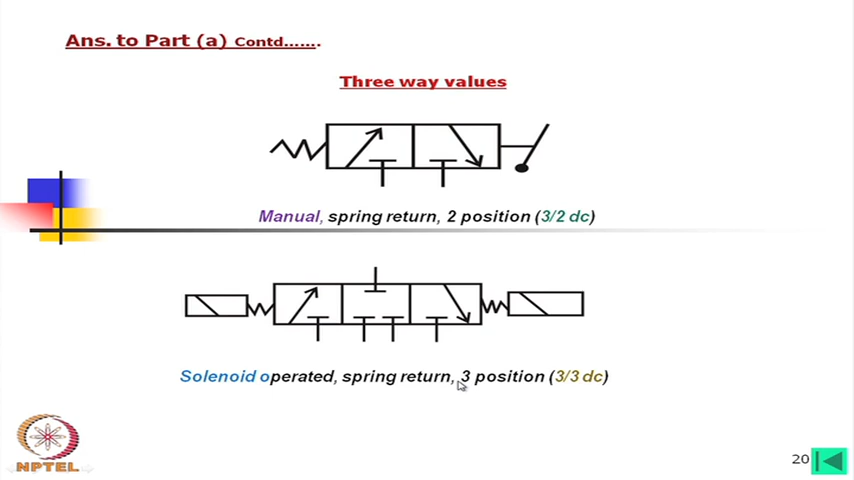 Ans. to Part (a) Contd.......
Three way values
Manual, spring return, 2 position (3/2 dc)
Solenoid operated, spring return, 3 position (3/3 dc)
NPTEL
20